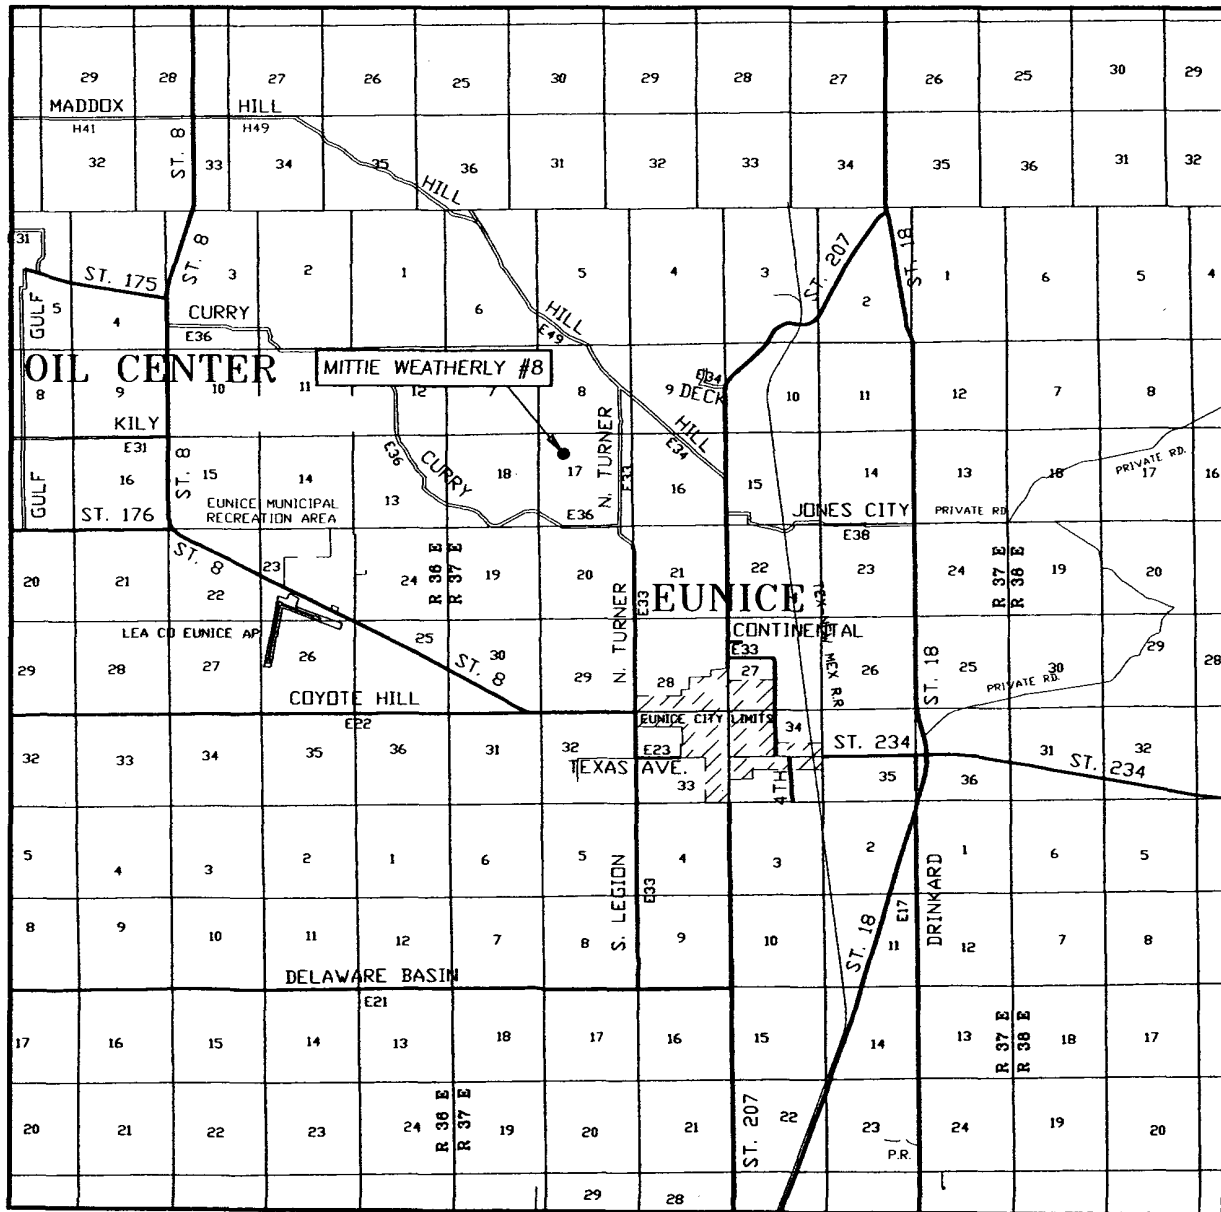 29 28 27 26 25 30 29 28 27 26 25 30 29
MADDOX HILL
H41 ST. 8 H49
32 33 34 35 36 31 32 33 34 35 36 31 32
HILL
31 ST. 8 ST. 207 ST. 18
3 2 1 5 4 3 1 6 5 4
ST. 175
GULF 5 4 CURRY 6 HILL 2
E36 E49
OIL CENTER
MITTIE WEATHERLY #8
E34
8 9 10 11 12 7 8 9 DECK 10 11 12 7 8
KILY N. TURNER HILL
E31 E34
ST. 8 E36 CURRY E33 PRIVATE RD.
GULF 16 15 14 13 18 17 16 15 14 13 18 17 16
EUNICE MUNICIPAL
RECREATION AREA
ST. 176 E36 JONES CITY PRIVATE RD
E38
ST. 8 R 36 E R 37 E R 37 E R 38 E
20 21 22 23 24 19 20 21 22 23 24 19 20
N. TURNER E33 EUNICE
LEA CO EUNICE AP CONTINENTAL
E33
29 28 27 26 25 30 29 28 27 26 25 30 29 28
ST. 8 MEX R.R ST. 18 PRIVATE RD.
COYOTE HILL
E22 EUNICE CITY LIMITS
32 33 34 35 36 31 32 E23 34 ST. 234 31 32
TEXAS AVE. ST. 234
33 4TH 35 36
5 4 3 2 1 6 5 4 3 2 1 6 5
S. LEGION E33 DRINKARD
E17
8 9 10 11 12 7 8 9 10 ST. 18 11 12 7 8
DELAWARE BASIN
E21
17 16 15 14 13 18 17 16 15 14 13 18 17
R 37 E R 38 E
R 36 E R 37 E
20 21 22 23 24 19 20 21 ST. 207 22 23 24 19 20
P.R.
29 28